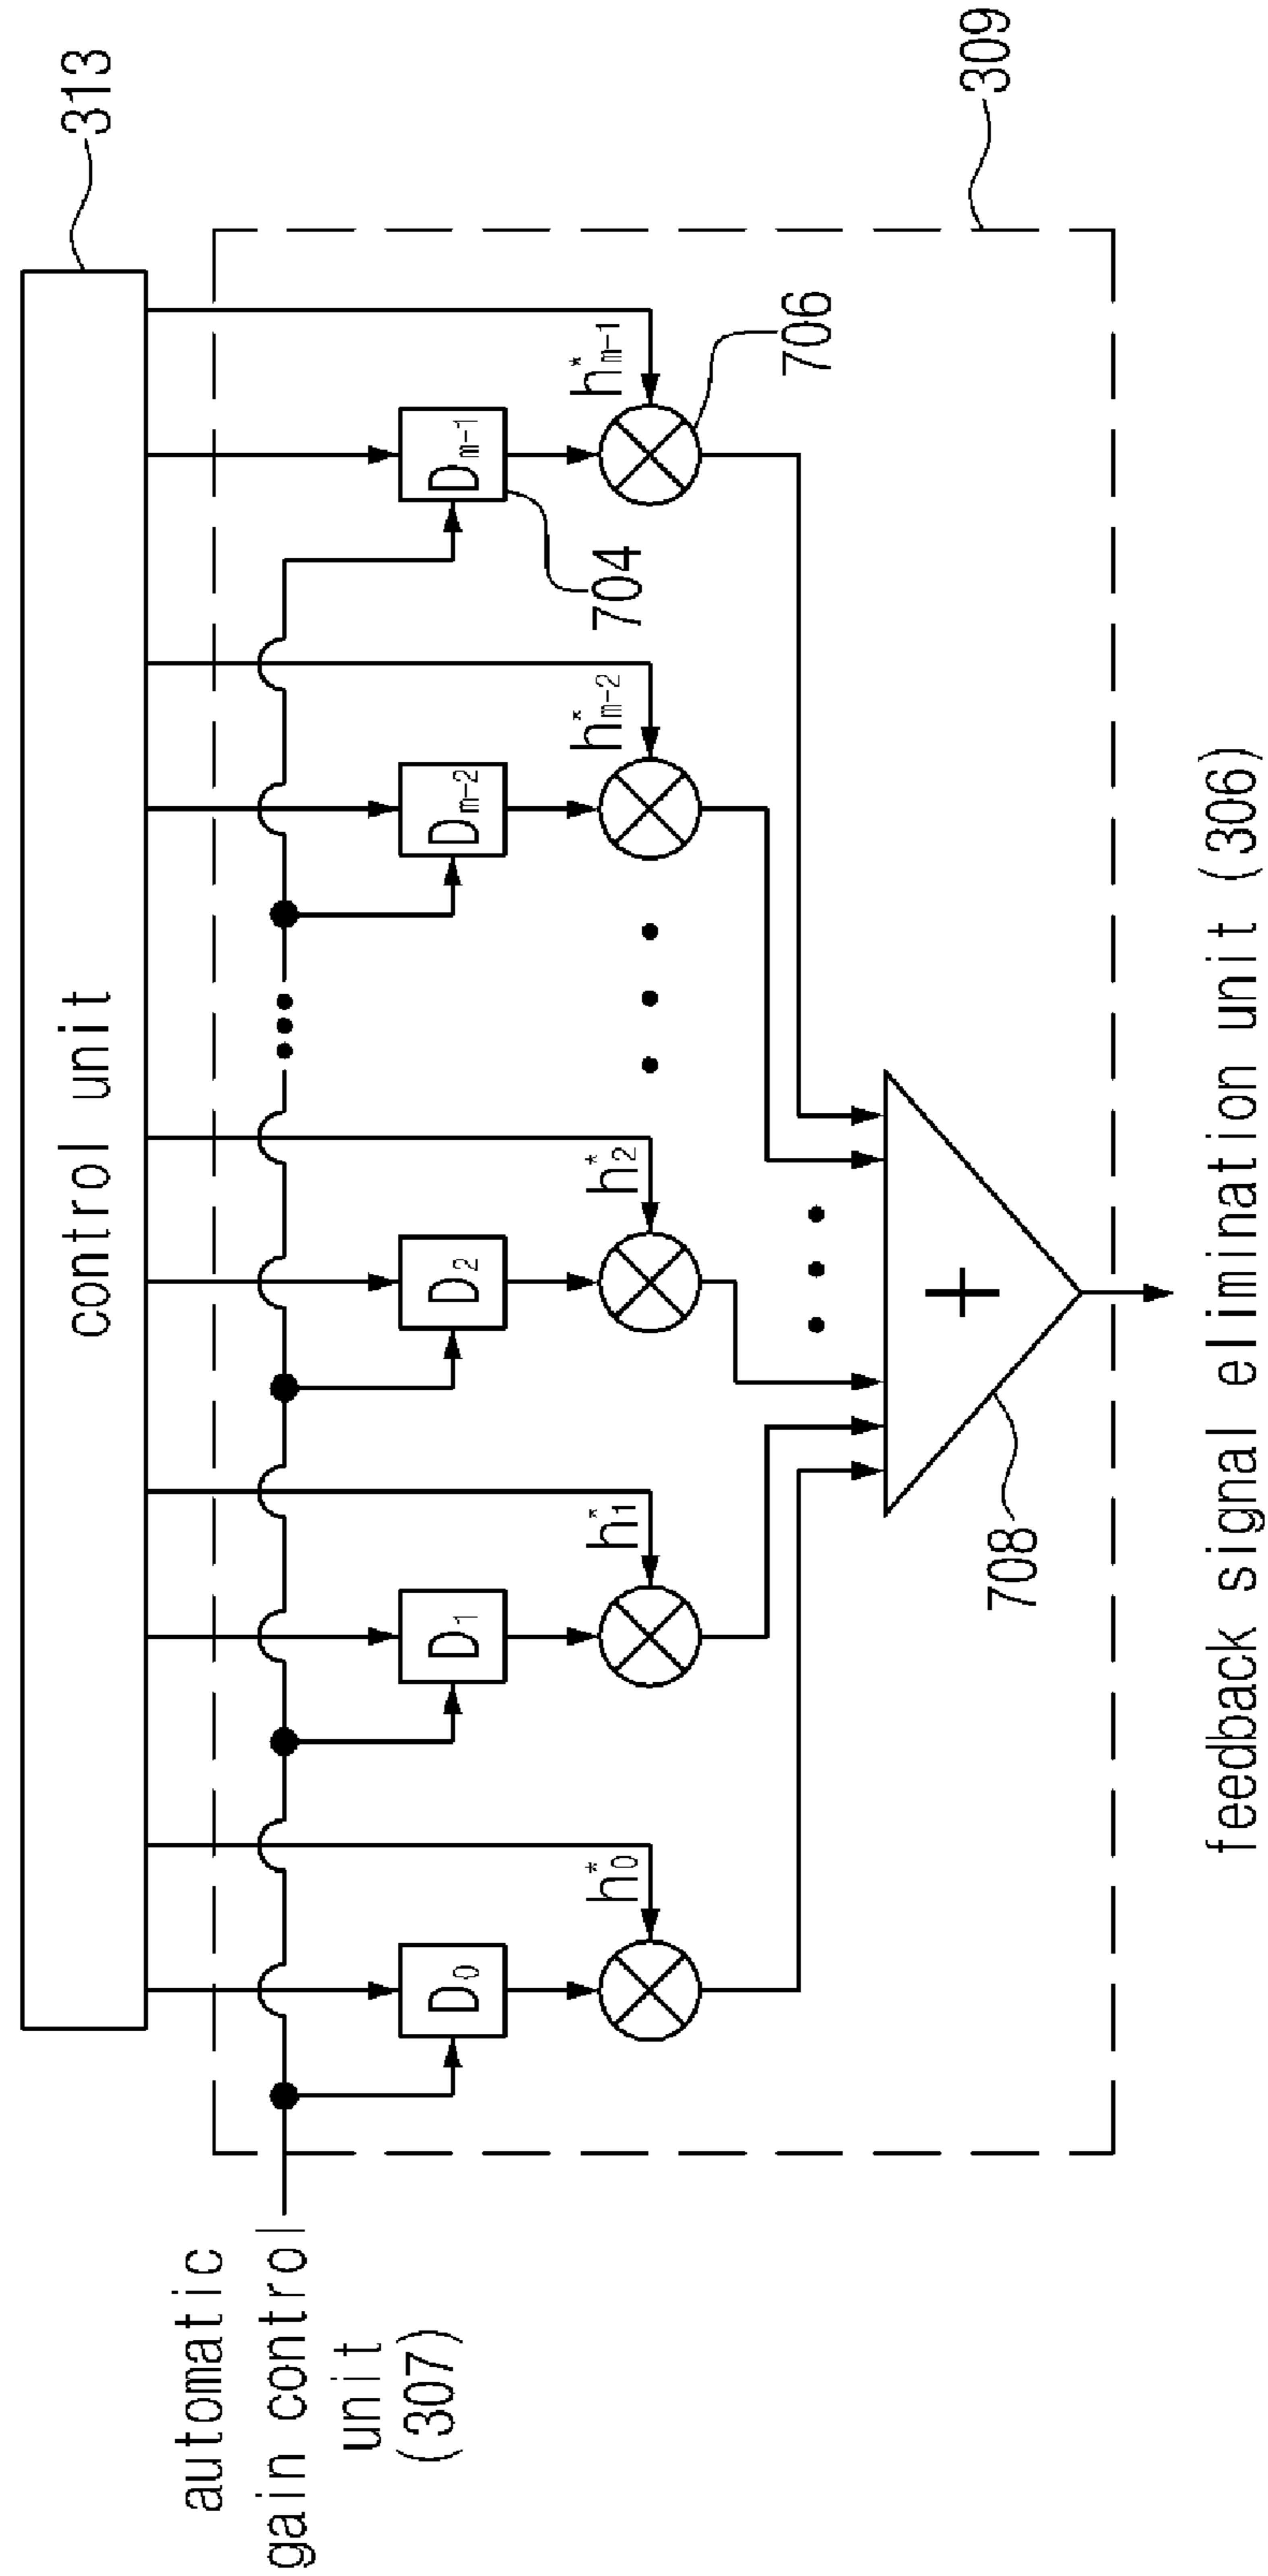 control unit
313
automatic
gain control
unit
(307)
D0
D1
D2
Dm-2
Dm-1
704
h*0
h*1
h*2
h*m-2
h*m-1
706
+
708
309
feedback signal elimination unit (306)